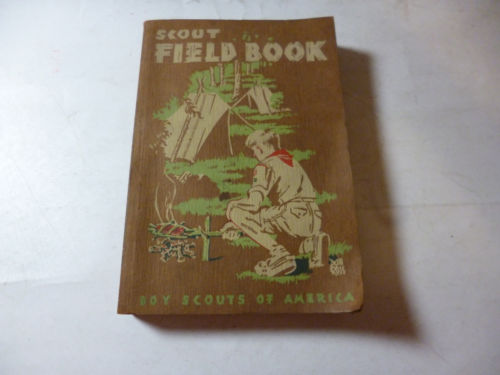 SCOUT
FIELD BOOK
BOY SCOUTS OF AMERICA